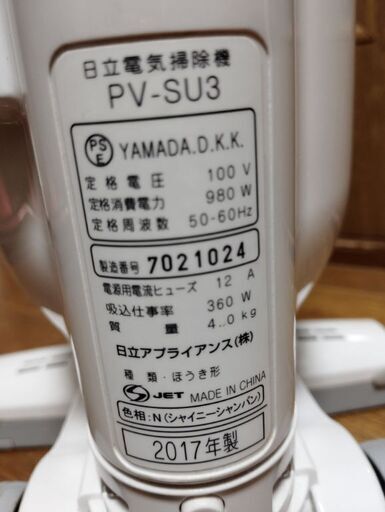 日立電気掃除機
PV-SU3
PS E YAMADA.D.K.K.
定格電圧 100 V
定格消費電力 980 W
定格周波数 50-60Hz
製造番号 7021024
電源用電流ヒューズ 12 A
吸込仕事率 360 W
質量 4..0 kg
日立アプライアンス(株)
種類・ほうき形
S JET MADE IN CHINA
色相:N(シャイニーシャンパン)
2017年製